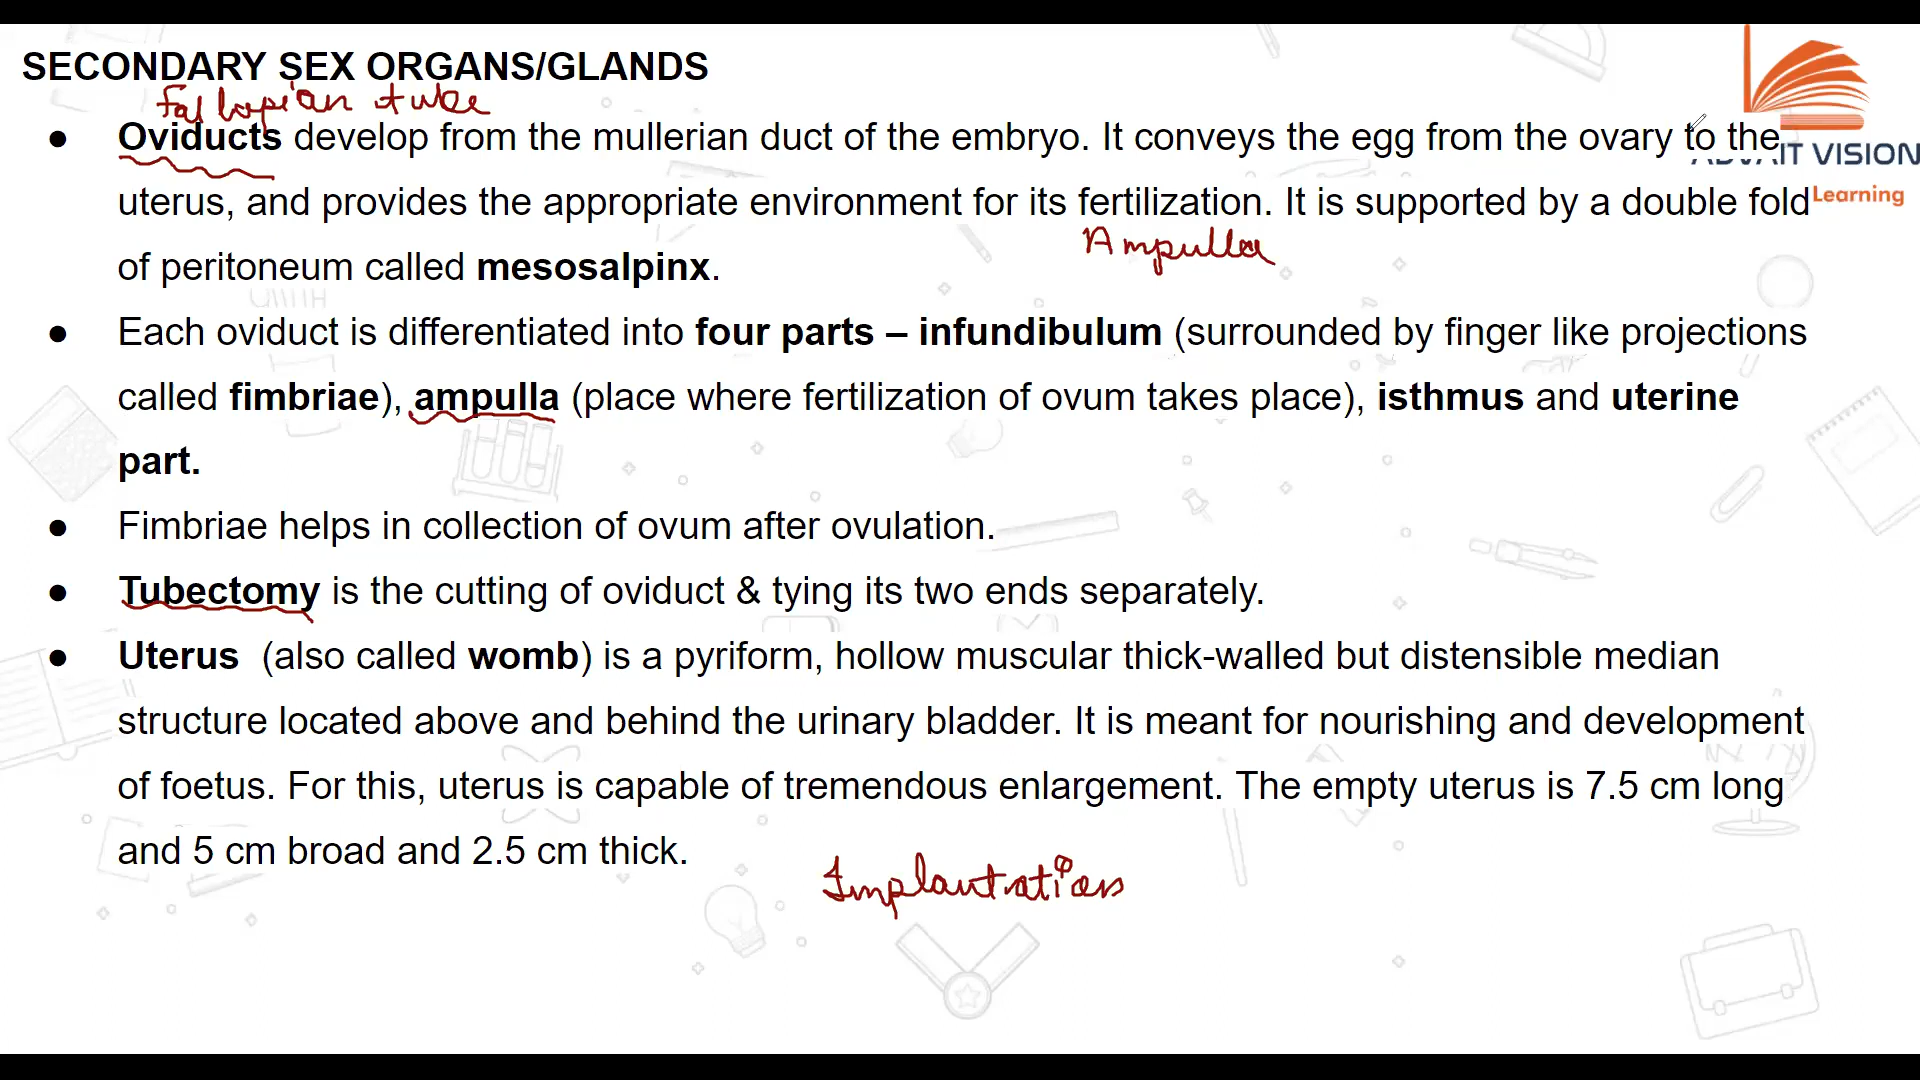 SECONDARY SEX ORGANS/GLANDS
Fallopian tube
● Oviducts develop from the mullerian duct of the embryo. It conveys the egg from the ovary to the
ADVAIT VISION
uterus, and provides the appropriate environment for its fertilization. It is supported by a double fold
Learning
Ampulla
of peritoneum called mesosalpinx.
● Each oviduct is differentiated into four parts – infundibulum (surrounded by finger like projections
called fimbriae), ampulla (place where fertilization of ovum takes place), isthmus and uterine
part.
● Fimbriae helps in collection of ovum after ovulation.
● Tubectomy is the cutting of oviduct & tying its two ends separately.
● Uterus (also called womb) is a pyriform, hollow muscular thick-walled but distensible median
structure located above and behind the urinary bladder. It is meant for nourishing and development
of foetus. For this, uterus is capable of tremendous enlargement. The empty uterus is 7.5 cm long
and 5 cm broad and 2.5 cm thick.
Implantation